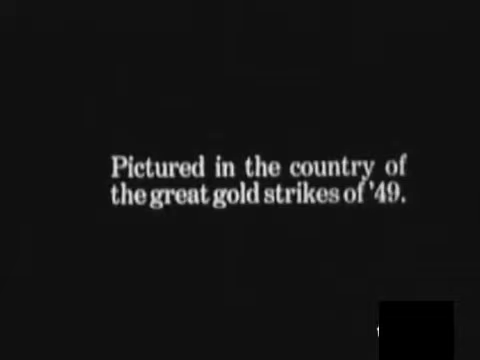 Pictured in the country of
the great gold strikes of '49.